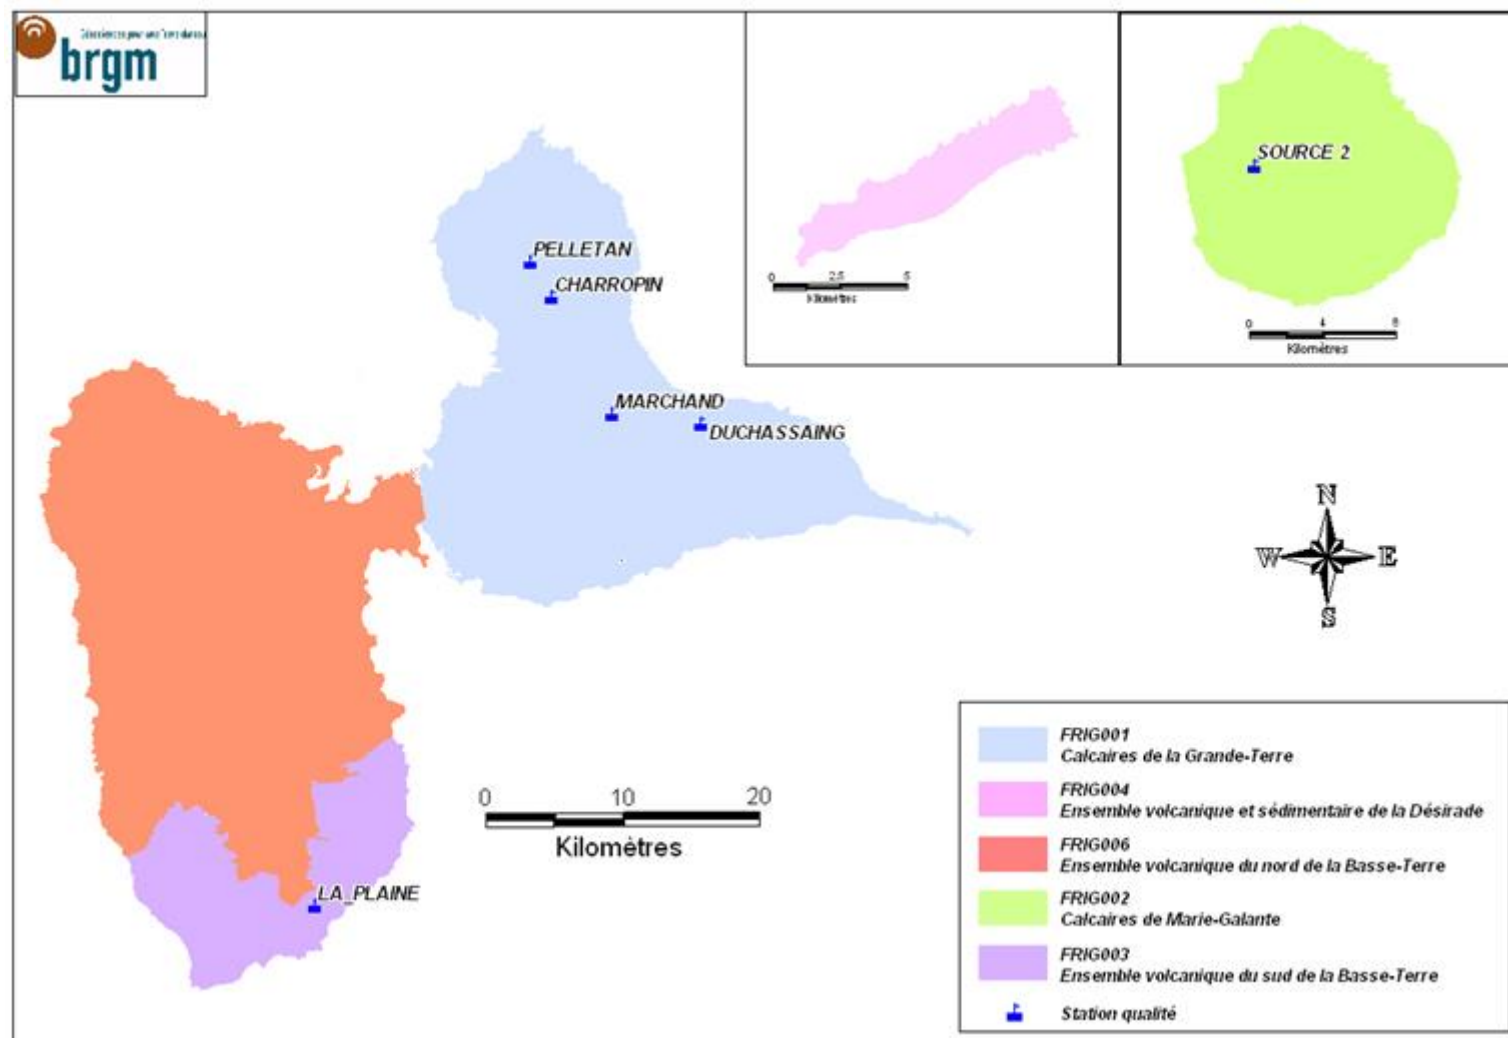 brgm
PELLETAN
CHARROPIN
MARCHAND
DUCHASSAING
LA_PLAINE
SOURCE 2
0 2.5 5
Kilomètres
0 4 8
Kilomètres
N
W E
S
0 10 20
Kilomètres
FRIG001
Calcaires de la Grande-Terre
FRIG004
Ensemble volcanique et sédimentaire de la Désirade
FRIG006
Ensemble volcanique du nord de la Basse-Terre
FRIG002
Calcaires de Marie-Galante
FRIG003
Ensemble volcanique du sud de la Basse-Terre
Station qualité